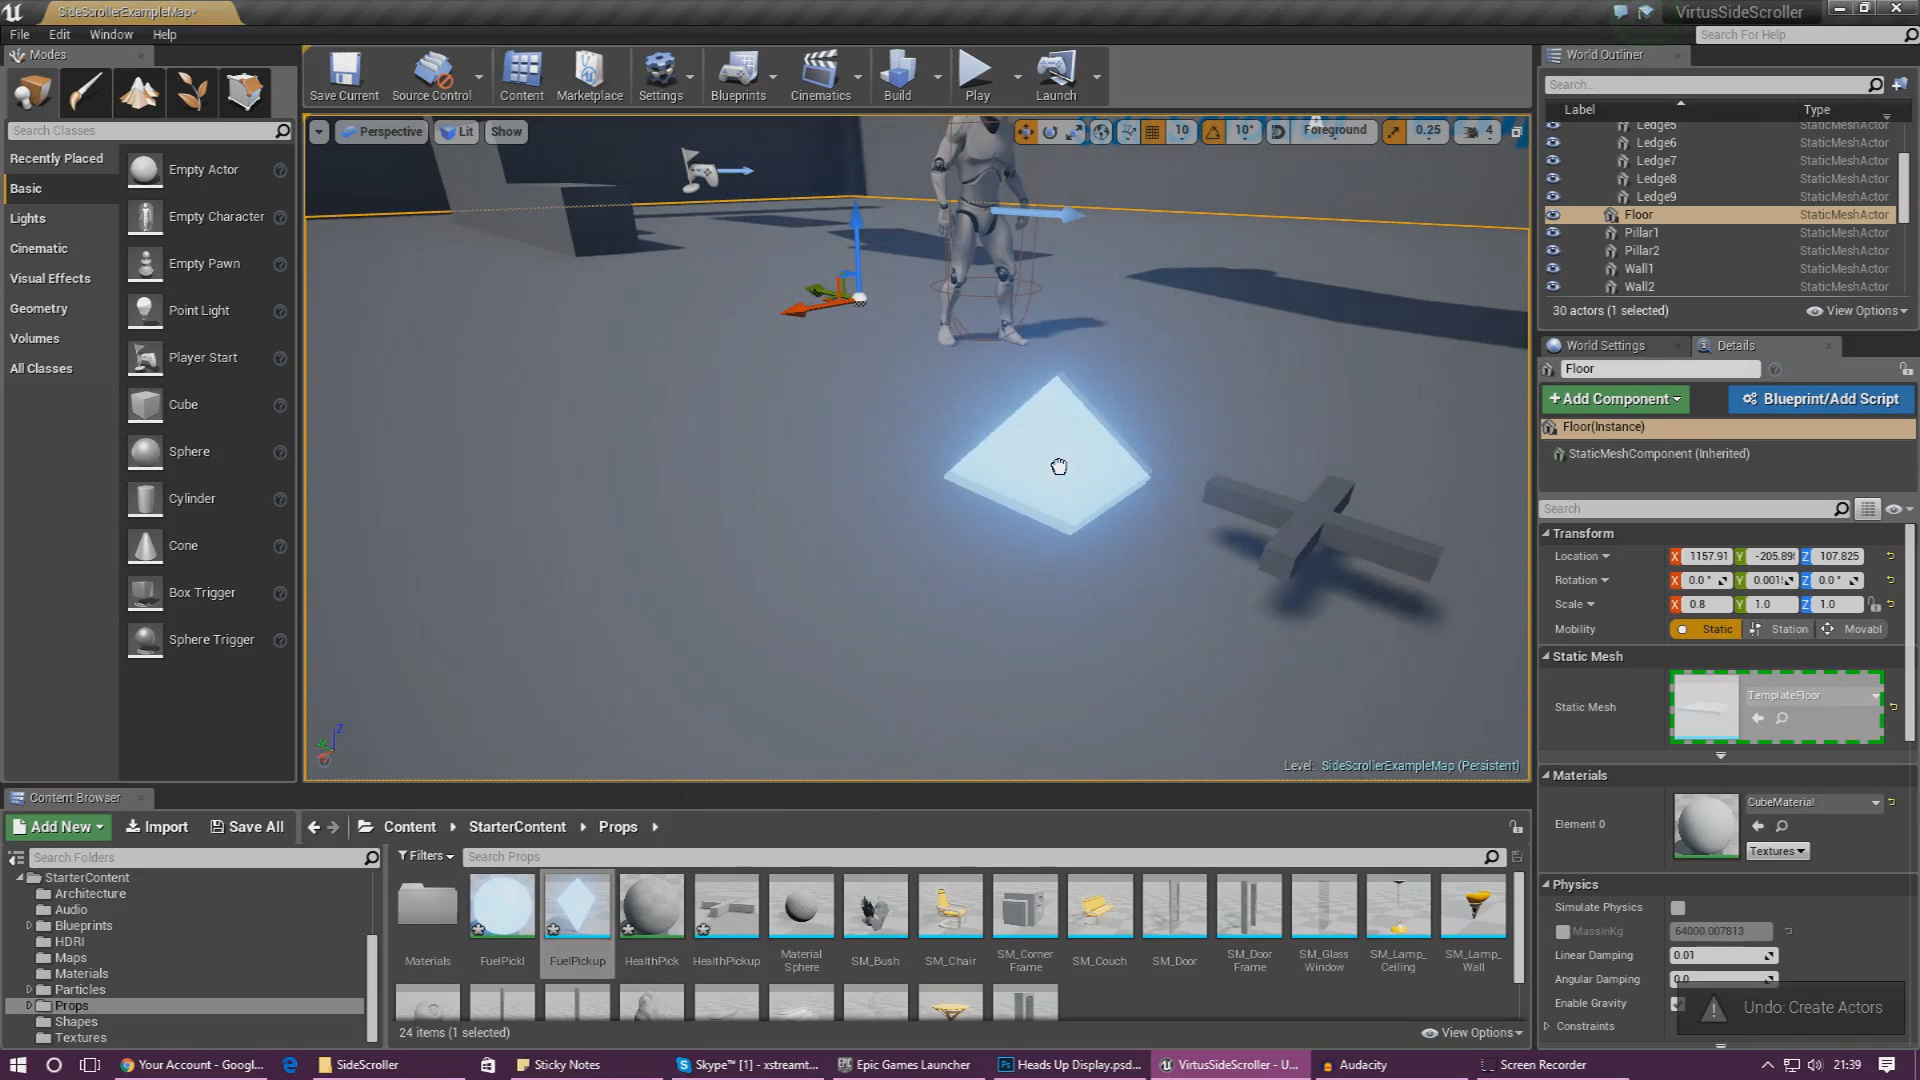 SideScrollerExampleMap*
VirtusSideScroller
File Edit Window Help
Search For Help
Modes
Save Current
Source Control
Content
Marketplace
Settings
Blueprints
Cinematics
Build
Play
Launch
Search Classes
Recently Placed
Basic
Lights
Cinematic
Visual Effects
Geometry
Volumes
All Classes
Empty Actor
Empty Character
Empty Pawn
Point Light
Player Start
Cube
Sphere
Cylinder
Cone
Box Trigger
Sphere Trigger
Perspective Lit Show
10 10° Foreground 0.25 4
Level: SideScrollerExampleMap (Persistent)
World Outliner
Search...
Label Type
Ledge5 StaticMeshActor
Ledge6 StaticMeshActor
Ledge7 StaticMeshActor
Ledge8 StaticMeshActor
Ledge9 StaticMeshActor
Floor StaticMeshActor
Pillar1 StaticMeshActor
Pillar2 StaticMeshActor
Wall1 StaticMeshActor
Wall2 StaticMeshActor
30 actors (1 selected) View Options
World Settings Details
Floor
+Add Component Blueprint/Add Script
Floor(Instance)
StaticMeshComponent (Inherited)
Search
Transform
Location X 1157.91 Y -205.89 Z 107.825
Rotation X 0.0 ° Y 0.001 Z 0.0 °
Scale X 0.8 Y 1.0 Z 1.0
Mobility Static Station Movabl
Static Mesh
Static Mesh TemplateFloor
Materials
Element 0 CubeMaterial
Textures
Physics
Simulate Physics
MassInKg 64000.007813
Linear Damping 0.01
Angular Damping 0.0
Enable Gravity
Constraints
Undo: Create Actors
Content Browser
Add New Import Save All Content StarterContent Props
Search Folders
Filters Search Props
StarterContent
Architecture
Audio
Blueprints
HDRI
Maps
Materials
Particles
Props
Shapes
Textures
Materials
FuelPickl
FuelPickup
HealthPick
HealthPickup
Material Sphere
SM_Bush
SM_Chair
SM_Corner Frame
SM_Couch
SM_Door
SM_Door Frame
SM_Glass Window
SM_Lamp_ Ceiling
SM_Lamp_ Wall
24 items (1 selected) View Options
Your Account - Googl...
SideScroller
Sticky Notes
Skype™ [1] - xstreamt...
Epic Games Launcher
Heads Up Display.psd...
VirtusSideScroller - U...
Audacity
Screen Recorder
21:39